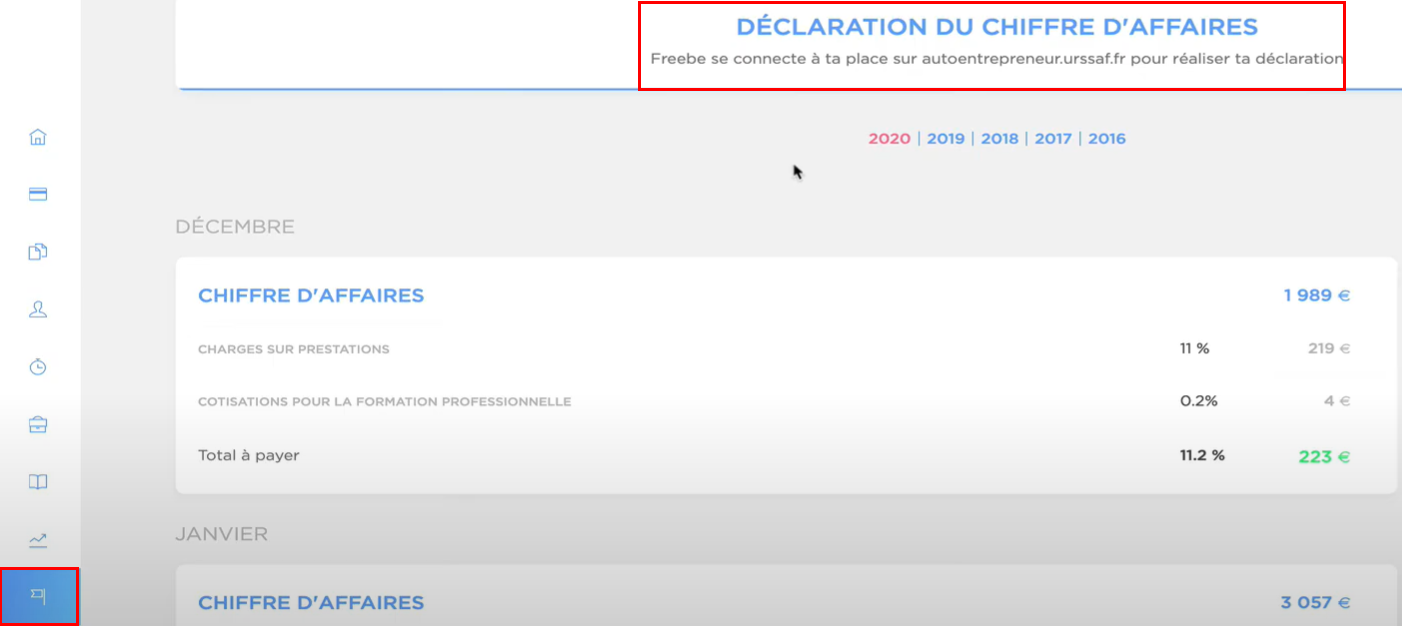 DÉCLARATION DU CHIFFRE D'AFFAIRES
Freebe se connecte à ta place sur autoentrepreneur.urssaf.fr pour réaliser ta déclaration
2020 | 2019 | 2018 | 2017 | 2016
DÉCEMBRE
CHIFFRE D'AFFAIRES 1 989 €
CHARGES SUR PRESTATIONS 11 % 219 €
COTISATIONS POUR LA FORMATION PROFESSIONNELLE 0.2% 4 €
Total à payer 11.2 % 223 €
JANVIER
CHIFFRE D'AFFAIRES 3 057 €